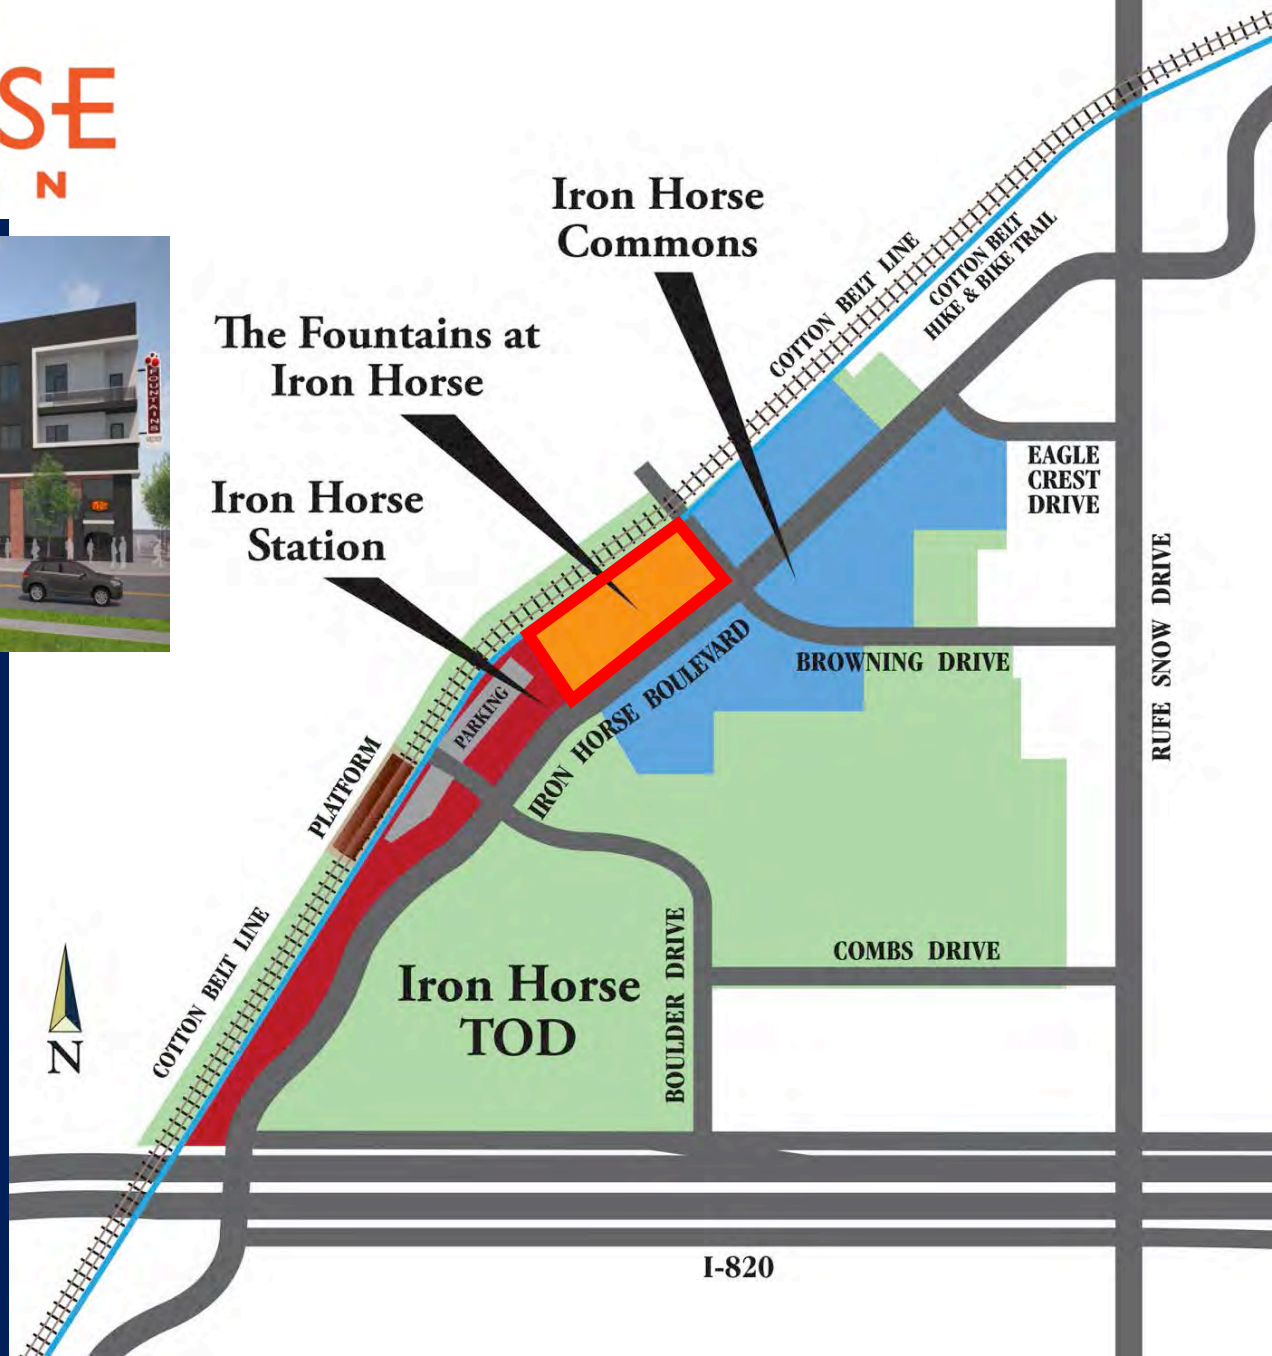 SE
N
Iron Horse
Commons
The Fountains at
Iron Horse
Iron Horse
Station
FOUNTAINS
COTTON BELT LINE
COTTON BELT
HIKE & BIKE TRAIL
EAGLE
CREST
DRIVE
RUFE SNOW DRIVE
BROWNING DRIVE
IRON HORSE BOULEVARD
PARKING
PLATFORM
COTTON BELT LINE
Iron Horse
TOD
BOULDER DRIVE
COMBS DRIVE
N
I-820